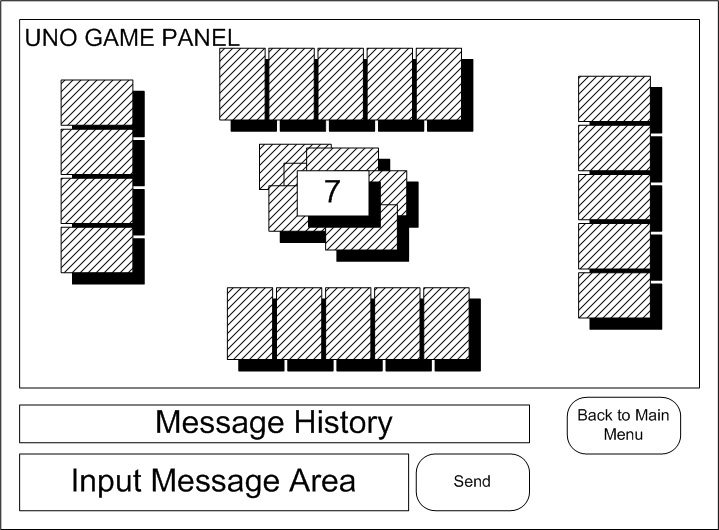 UNO GAME PANEL
7
Message History
Back to Main
Menu
Input Message Area
Send